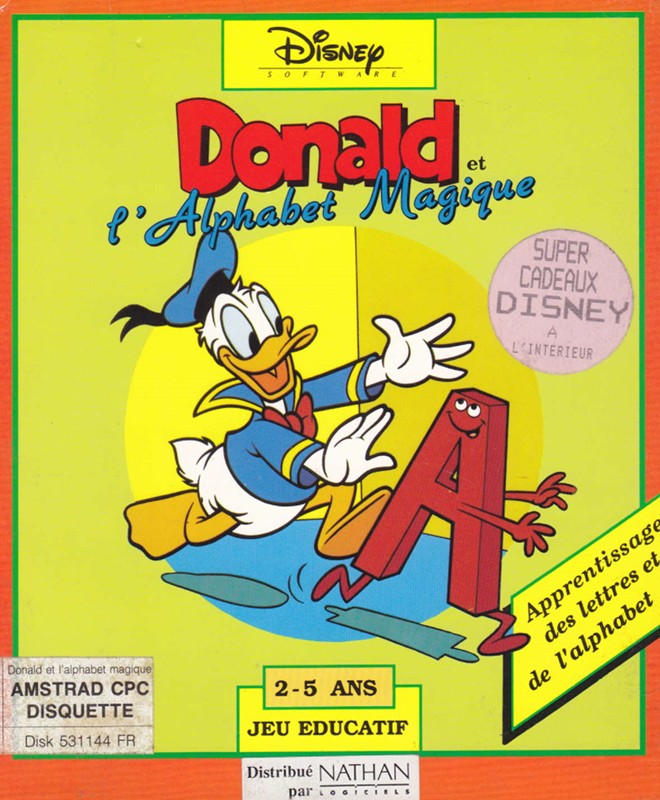 Disney
SOFTWARE
Donald et
l'Alphabet Magique
SUPER
CADEAUX
DISNEY
A
L'INTERIEUR
Apprentissage
des lettres et
de l'alphabet
Donald et l'alphabet magique
AMSTRAD CPC
DISQUETTE
Disk 531144 FR
2-5 ANS
JEU EDUCATIF
Distribué
par NATHAN
LOGICIELS